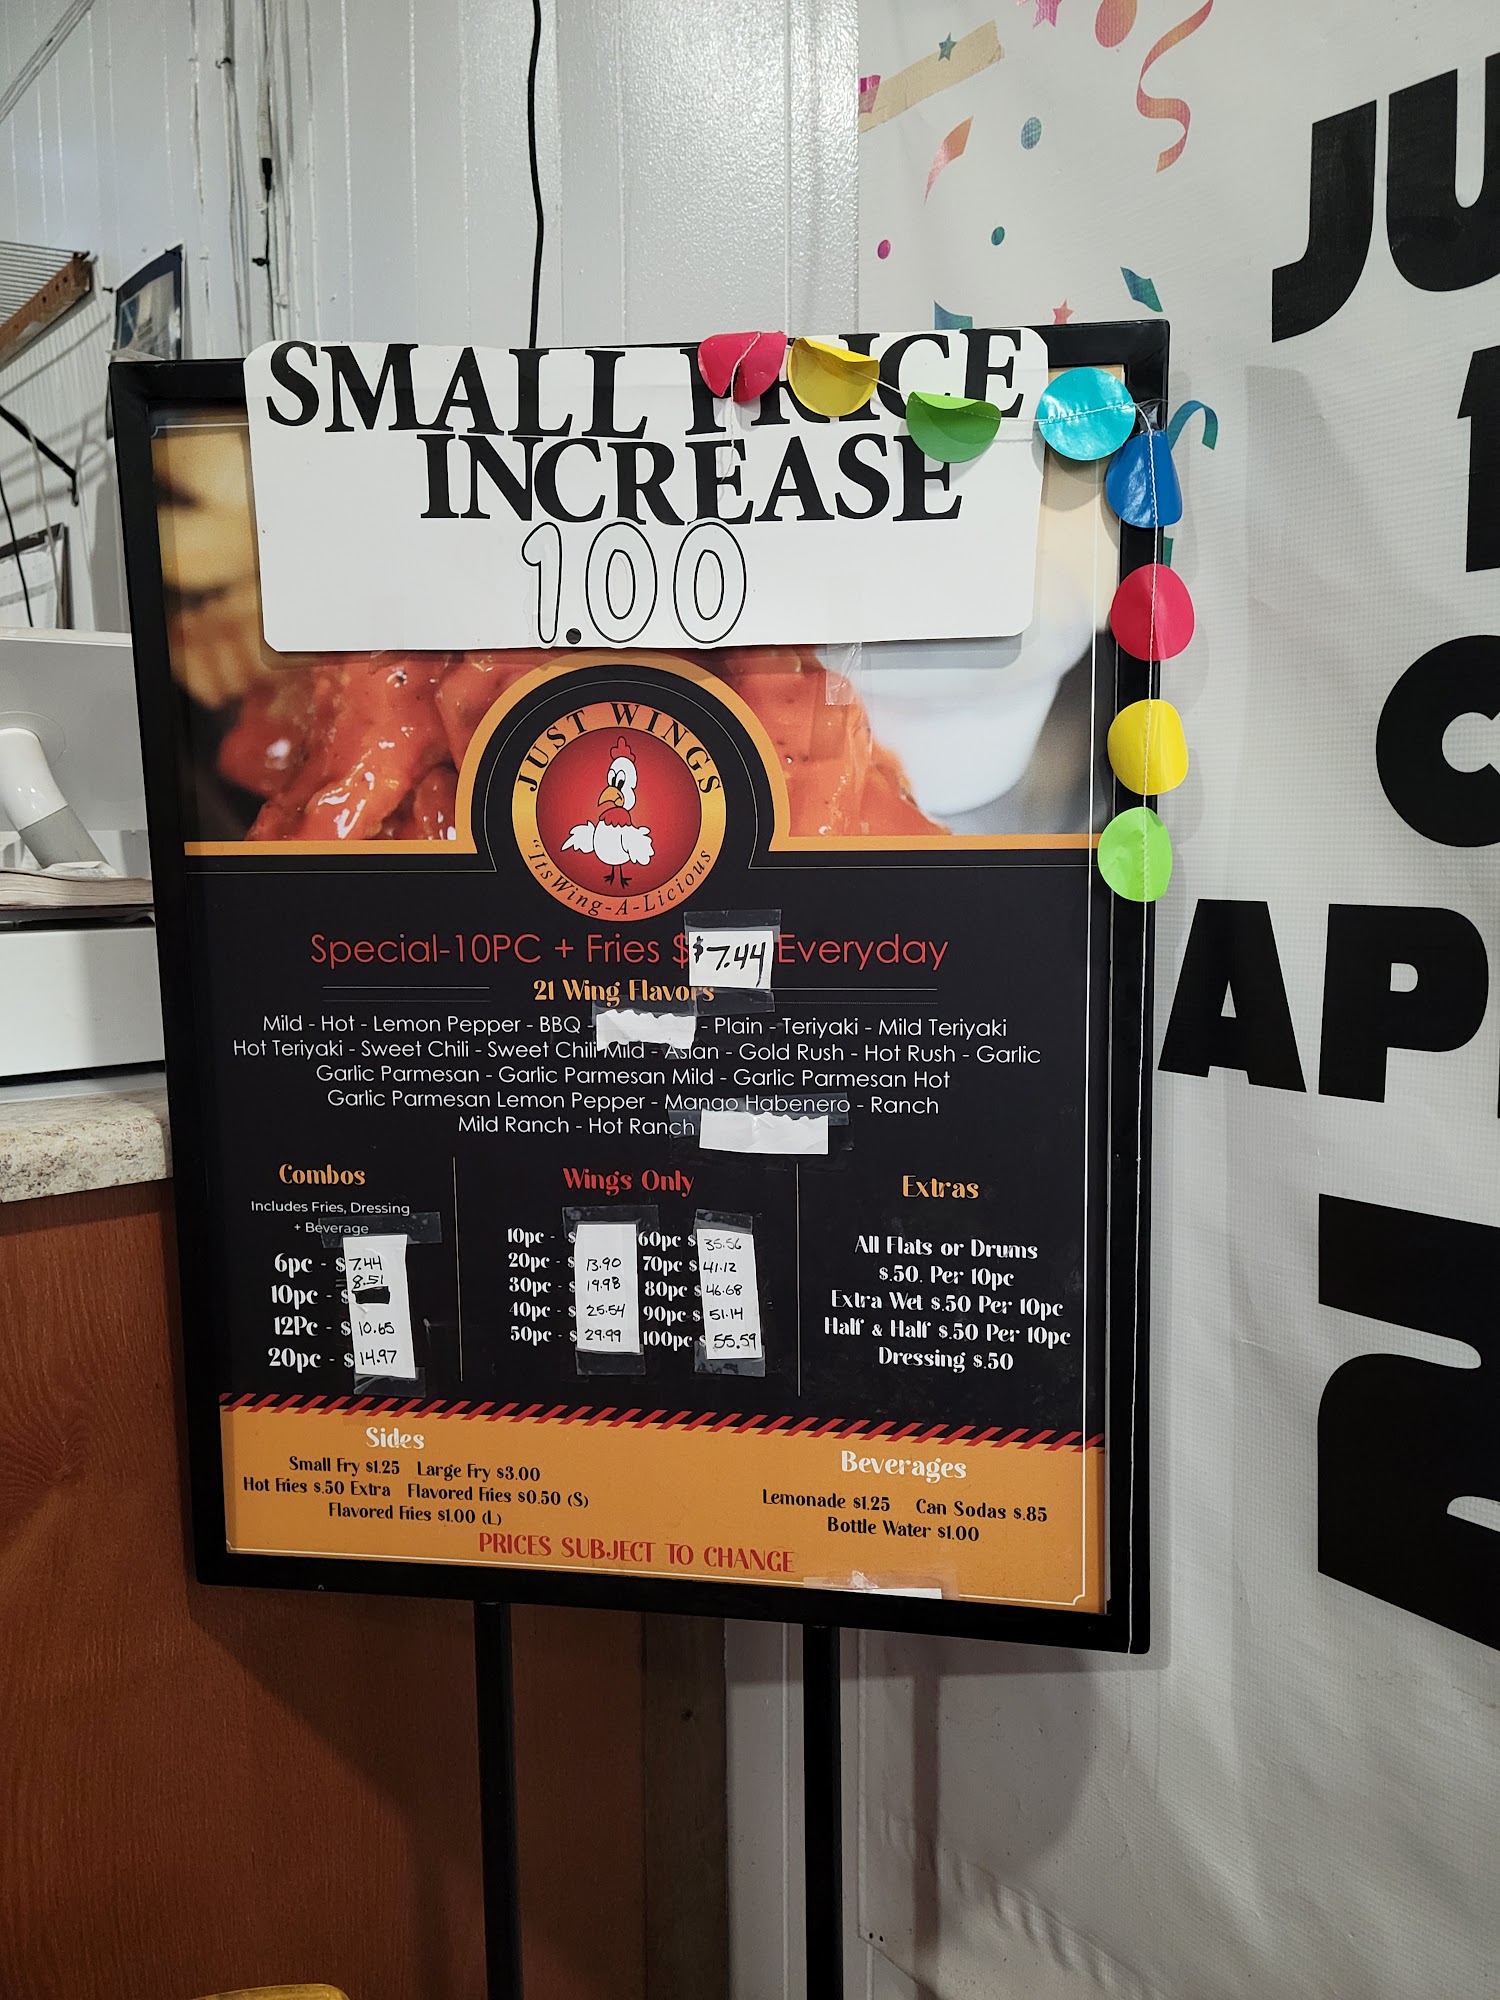 SMALL PRICE
INCREASE
1.00
JUST WINGS
"ItsWing-A-Licious
Special-10PC + Fries $ $7.44 Everyday
21 Wing Flavors
Mild - Hot - Lemon Pepper - BBQ - - Plain - Teriyaki - Mild Teriyaki
Hot Teriyaki - Sweet Chili - Sweet Chili Mild - Asian - Gold Rush - Hot Rush - Garlic
Garlic Parmesan - Garlic Parmesan Mild - Garlic Parmesan Hot
Garlic Parmesan Lemon Pepper - Mango Habenero - Ranch
Mild Ranch - Hot Ranch
Combos
Includes Fries, Dressing
+ Beverage
6pc - $ 7.44
10pc - $ 8.51
12Pc - $ 10.65
20pc - $ 14.97
Wings Only
10pc - $ 60pc $ 35.56
20pc - $ 13.90 70pc $ 41.12
30pc - $ 19.98 80pc $ 46.68
40pc - $ 25.54 90pc - $ 51.14
50pc - $ 29.99 100pc $ 55.59
Extras
All Flats or Drums
$.50. Per 10pc
Extra Wet $.50 Per 10pc
Half & Half $.50 Per 10pc
Dressing $.50
Sides
Small Fry $1.25 Large Fry $3.00
Hot Fries $.50 Extra Flavored Fries $0.50 (S)
Flavored Fries $1.00 (L)
Beverages
Lemonade $1.25 Can Sodas $.85
Bottle Water $1.00
PRICES SUBJECT TO CHANGE
JU
AP